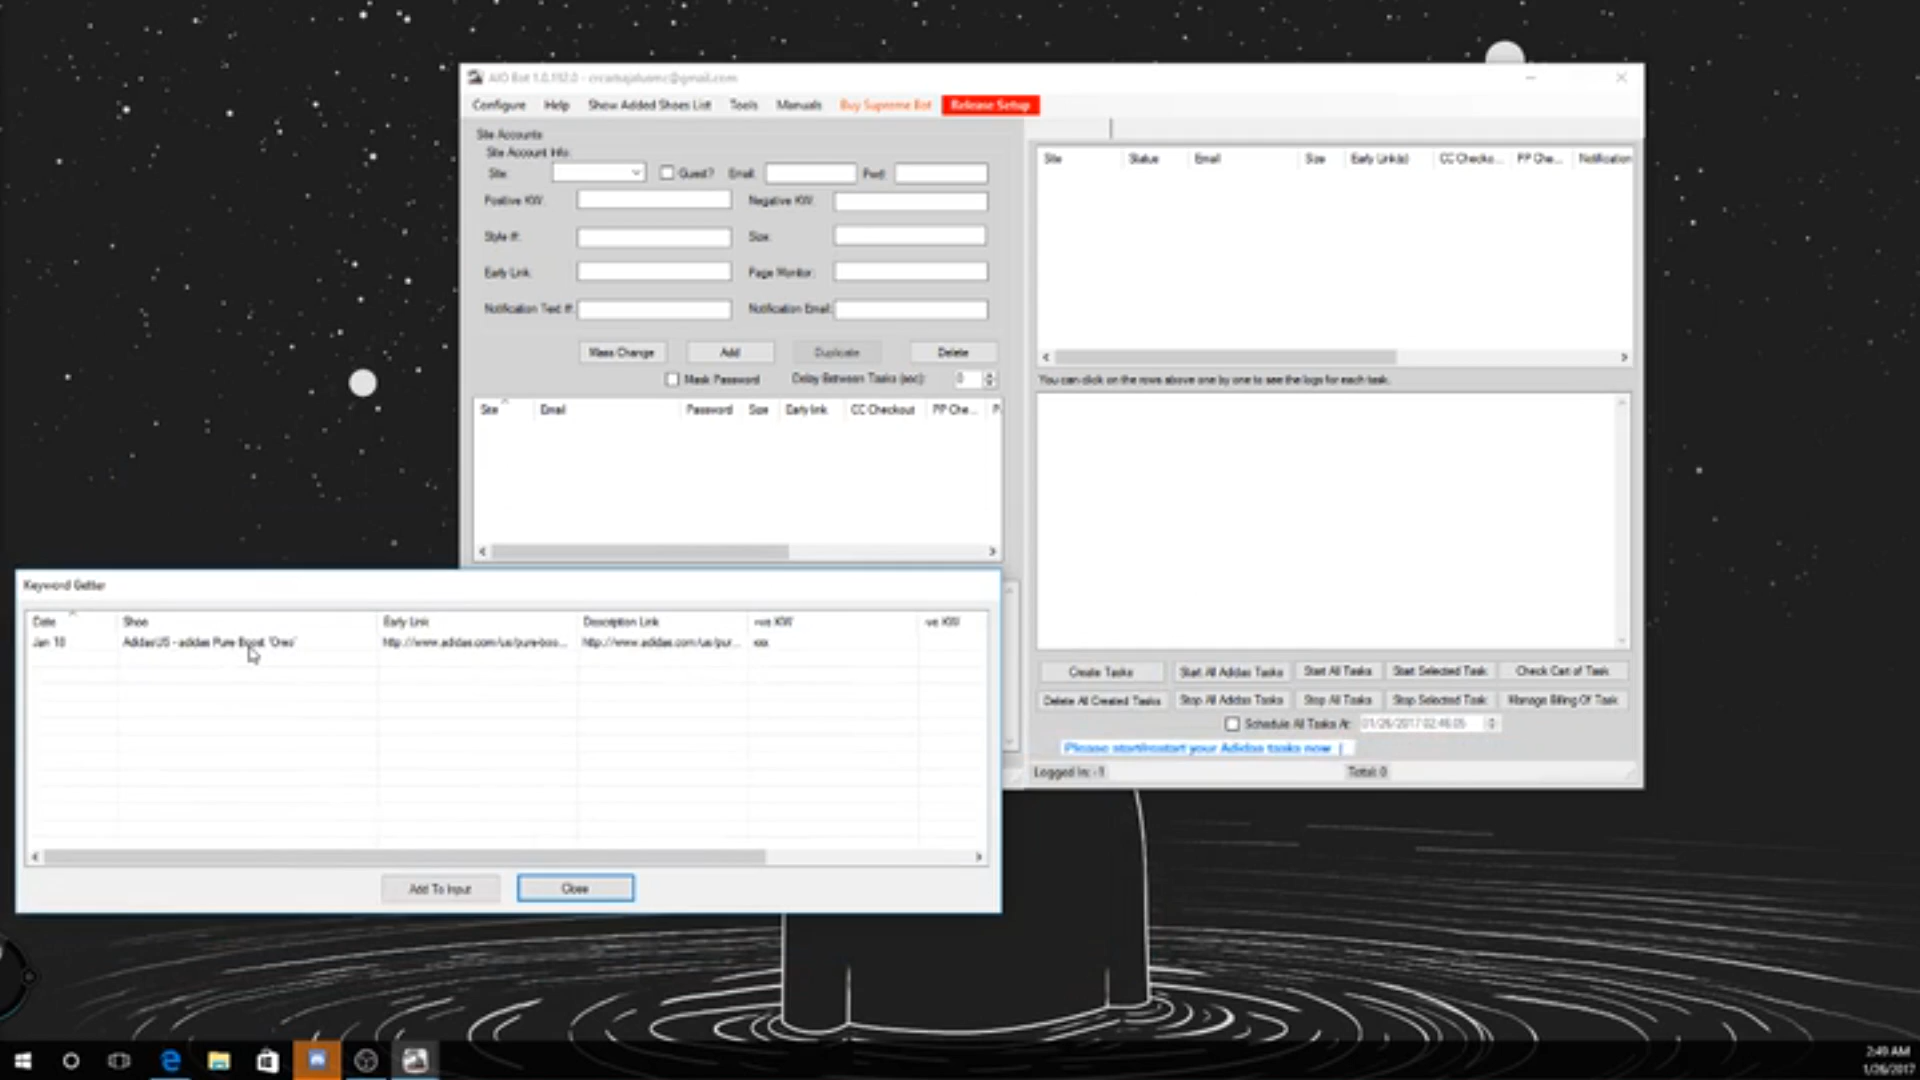 AIO Bot 1.0.192.0 -
Configure Help Show Added Shoes List Tools Manuals Buy Supreme Bot Release Setup
Site Accounts
Site Account Info:
Site: Guest? Email: Pwd:
Positive KW: Negative KW:
Style #: Size:
Early Link: Page Monitor:
Notification Text #: Notification Email:
Mass Change Add Duplicate Delete
Mask Password Delay Between Tasks (sec): 0
Site Email Password Size Early link CC Checkout PP Che... P
Site Status Email Size Early Link(s) CC Checko... PP Che... Notification
You can click on the rows above one by one to see the logs for each task.
Create Tasks Start All Adidas Tasks Start All Tasks Start Selected Task Check Cart of Task
Delete All Created Tasks Stop All Adidas Tasks Stop All Tasks Stop Selected Task Manage Billing Of Task
Schedule All Tasks At: 01/26/2017 02:46:05
Please start/restart your Adidas tasks now |
Logged In: -1 Total: 0
Keyword Getter
Date Shoe Early Link Description Link +ve KW -ve KW
Jan 18 AdidasUS - adidas Pure Boost 'Oreo' http://www.adidas.com/us/pure-boo... http://www.adidas.com/us/pur... xxx
Add To Input Close
2:49 AM
1/26/2017